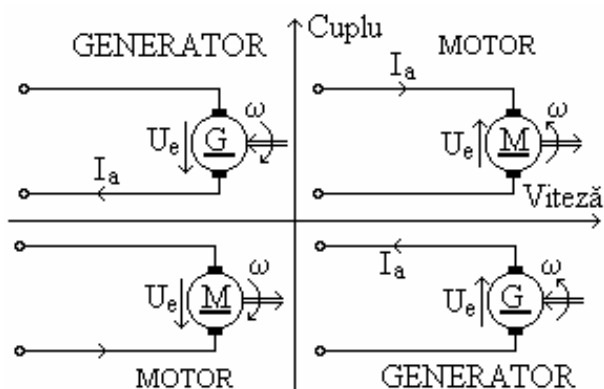 Cuplu
GENERATOR
MOTOR
Iₐ
ω
Uₑ
G
Iₐ
Uₑ
M
ω
Viteză
Uₑ
M
ω
MOTOR
Iₐ
Uₑ
G
ω
GENERATOR